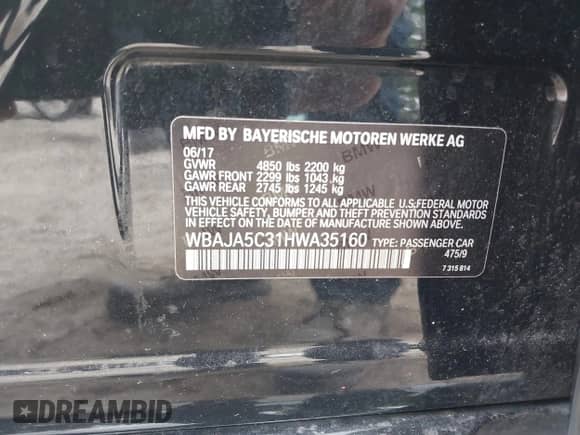 MFD BY BAYERISCHE MOTOREN WERKE AG
06/17
GVWR 4850 lbs 2200 kg
GAWR FRONT 2299 lbs 1043 kg
GAWR REAR 2745 lbs 1245 kg
THIS VEHICLE CONFORMS TO ALL APPLICABLE U.S. FEDERAL MOTOR
VEHICLE SAFETY, BUMPER AND THEFT PREVENTION STANDARDS IN
EFFECT ON THE DATE OF MANUFACTURE SHOWN ABOVE.
WBAJA5C31HWA35160 TYPE: PASSENGER CAR
475/9
7 315 814
DREAMBID